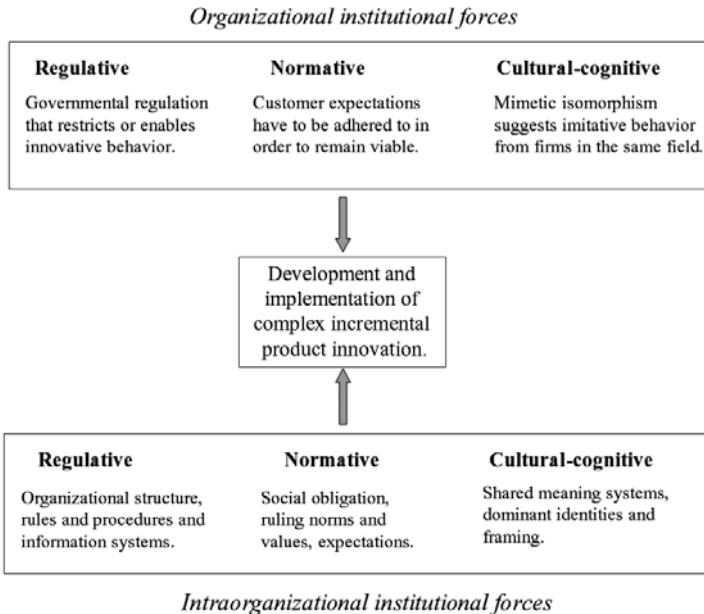 Organizational institutional forces
Regulative
Governmental regulation
that restricts or enables
innovative behavior.
Normative
Customer expectations
have to be adhered to in
order to remain viable.
Cultural-cognitive
Mimetic isomorphism
suggests imitative behavior
from firms in the same field.
Development and
implementation of
complex incremental
product innovation.
Regulative
Organizational structure,
rules and procedures and
information systems.
Normative
Social obligation,
ruling norms and
values, expectations.
Cultural-cognitive
Shared meaning systems,
dominant identities and
framing.
Intraorganizational institutional forces